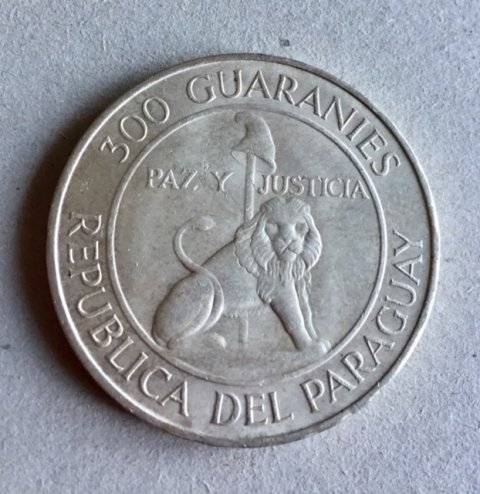 300 GUARANIES
PAZ Y JUSTICIA
REPUBLICA DEL PARAGUAY